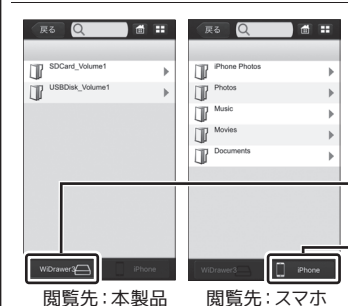 戻る
SDCard_Volume1
USBDisk_Volume1
WiDrawer3
iPhone
閲覧先：本製品
戻る
iPhone Photos
Photos
Music
Movies
Documents
WiDrawer3
iPhone
閲覧先：スマホ